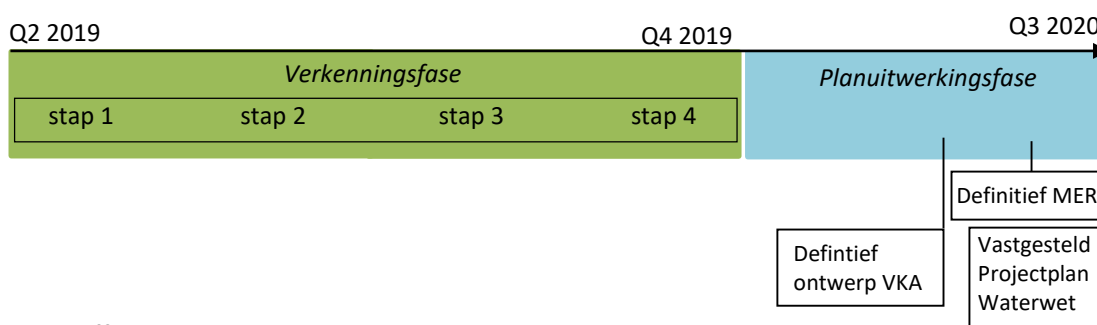 Q2 2019
Q4 2019
Q3 2020
Verkenningsfase
Planuitwerkingsfase
stap 1
stap 2
stap 3
stap 4
Definitief MER
Defintief
ontwerp VKA
Vastgesteld
Projectplan
Waterwet